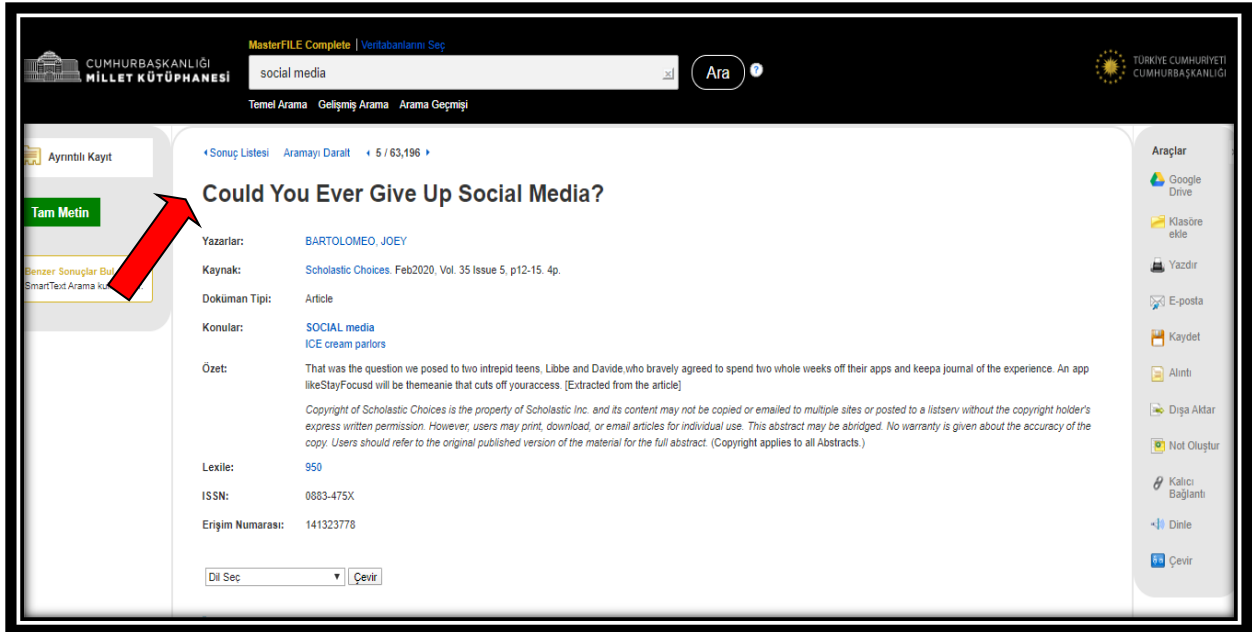 CUMHURBAŞKANLIĞI
MİLLET KÜTÜPHANESİ
MasterFILE Complete | Veritabanlarını Seç
social media
Ara
Temel Arama Gelişmiş Arama Arama Geçmişi
TÜRKİYE CUMHURİYETİ
CUMHURBAŞKANLIĞI
Ayrıntılı Kayıt
Tam Metin
Benzer Sonuçlar Bul
SmartText Arama
Sonuç Listesi Aramayı Daralt 5 / 63,196
Could You Ever Give Up Social Media?
Yazarlar: BARTOLOMEO, JOEY
Kaynak: Scholastic Choices. Feb2020, Vol. 35 Issue 5, p12-15. 4p.
Doküman Tipi: Article
Konular: SOCIAL media
ICE cream parlors
Özet: That was the question we posed to two intrepid teens, Libbe and Davide,who bravely agreed to spend two whole weeks off their apps and keepa journal of the experience. An app
likeStayFocusd will be themeanie that cuts off youraccess. [Extracted from the article]
Copyright of Scholastic Choices is the property of Scholastic Inc. and its content may not be copied or emailed to multiple sites or posted to a listserv without the copyright holder's
express written permission. However, users may print, download, or email articles for individual use. This abstract may be abridged. No warranty is given about the accuracy of the
copy. Users should refer to the original published version of the material for the full abstract. (Copyright applies to all Abstracts.)
Lexile: 950
ISSN: 0883-475X
Erişim Numarası: 141323778
Dil Seç Çevir
Araçlar
Google
Drive
Klasöre
ekle
Yazdır
E-posta
Kaydet
Alıntı
Dışa Aktar
Not Oluştur
Kalıcı
Bağlantı
Dinle
Çevir